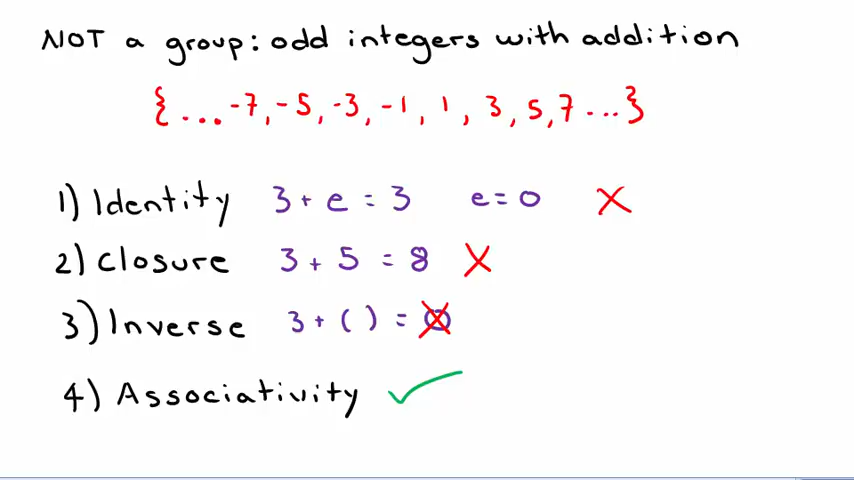 NOT a group: odd integers with addition
{... -7, -5, -3, -1, 1, 3, 5, 7 ...}
1) Identity 3 + e = 3 e = 0 X
2) closure 3 + 5 = 8 X
3) Inverse 3 + ( ) = 0
4) Associativity ✓